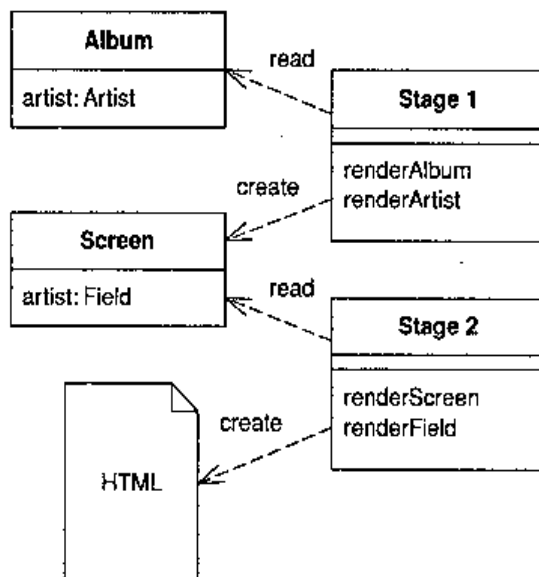 Album
artist: Artist
read
Stage 1
renderAlbum
renderArtist
create
Screen
artist: Field
read
Stage 2
renderScreen
renderField
create
HTML